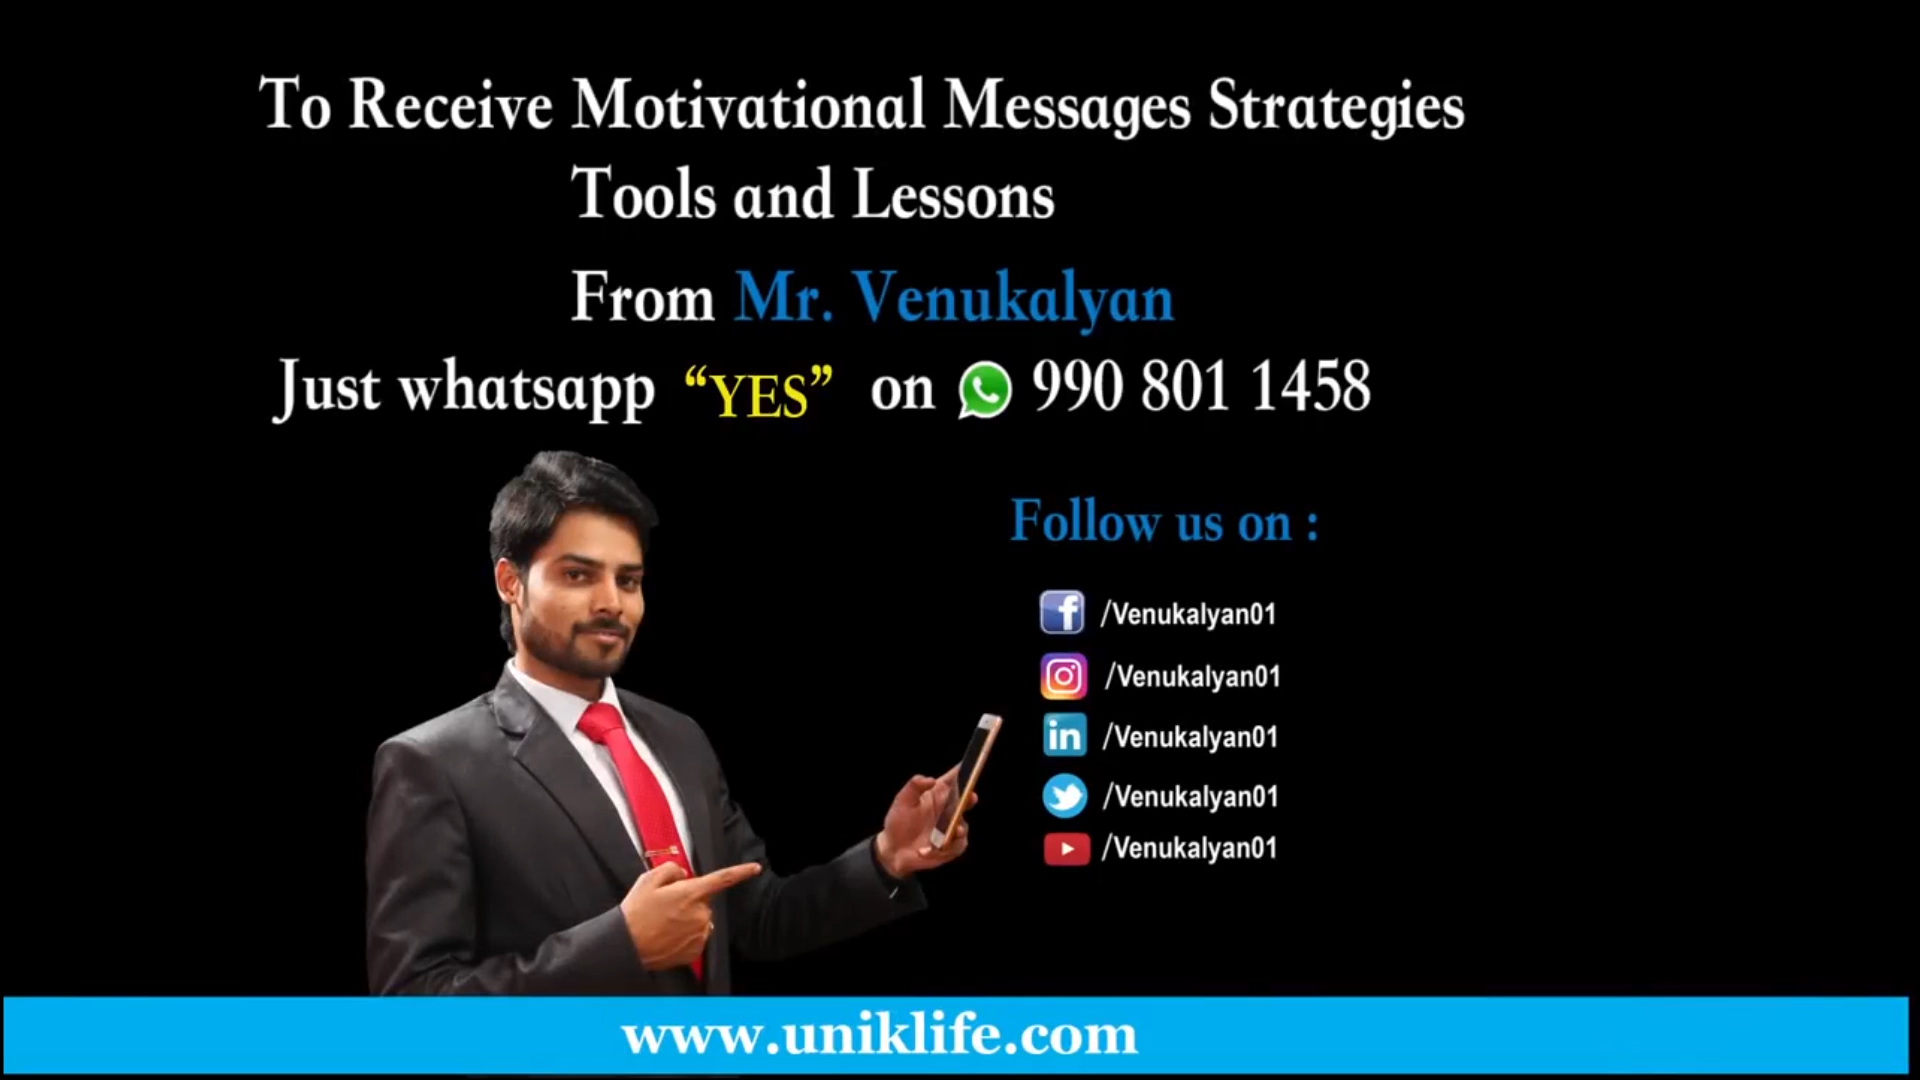 To Receive Motivational Messages Strategies
Tools and Lessons
From Mr. Venukalyan
Just whatsapp “YES” on 990 801 1458
Follow us on :
/Venukalyan01
/Venukalyan01
in /Venukalyan01
/Venukalyan01
/Venukalyan01
www.uniklife.com